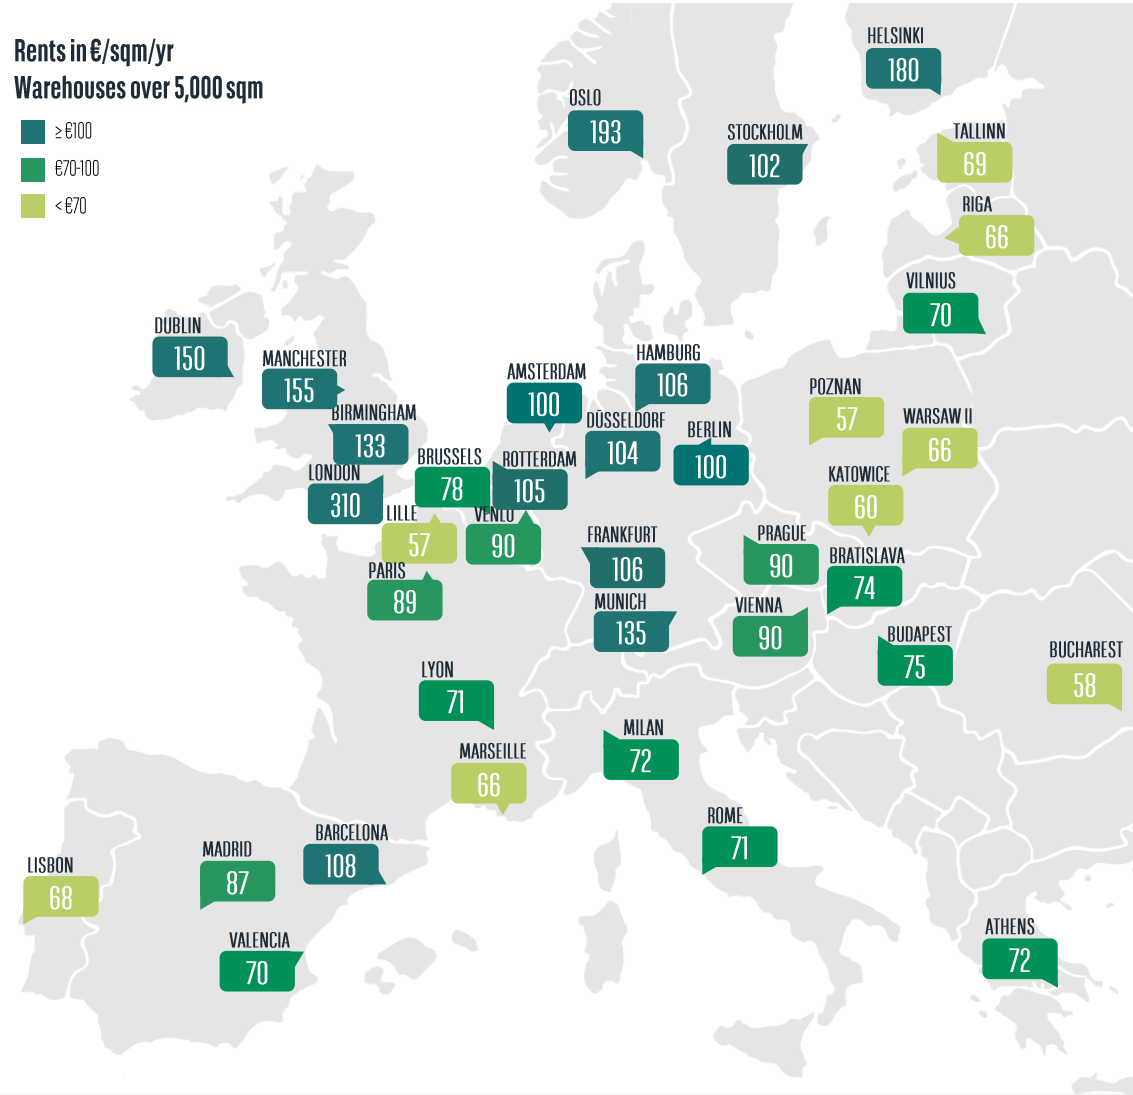 Rents in €/sqm/yr
Warehouses over 5,000 sqm
≥ €100
€70-100
< €70
HELSINKI
180
OSLO
193
STOCKHOLM
102
TALLINN
69
RIGA
66
VILNIUS
70
DUBLIN
150
MANCHESTER
155
BIRMINGHAM
133
LONDON
310
AMSTERDAM
100
HAMBURG
106
DÜSSELDORF
104
BERLIN
100
BRUSSELS
78
ROTTERDAM
105
POZNAN
57
WARSAW II
66
KATOWICE
60
LILLE
57
VENLO
90
PARIS
89
FRANKFURT
106
MUNICH
135
PRAGUE
90
BRATISLAVA
74
VIENNA
90
BUDAPEST
75
BUCHAREST
58
LYON
71
MARSEILLE
66
MILAN
72
ROME
71
BARCELONA
108
MADRID
87
LISBON
68
VALENCIA
70
ATHENS
72